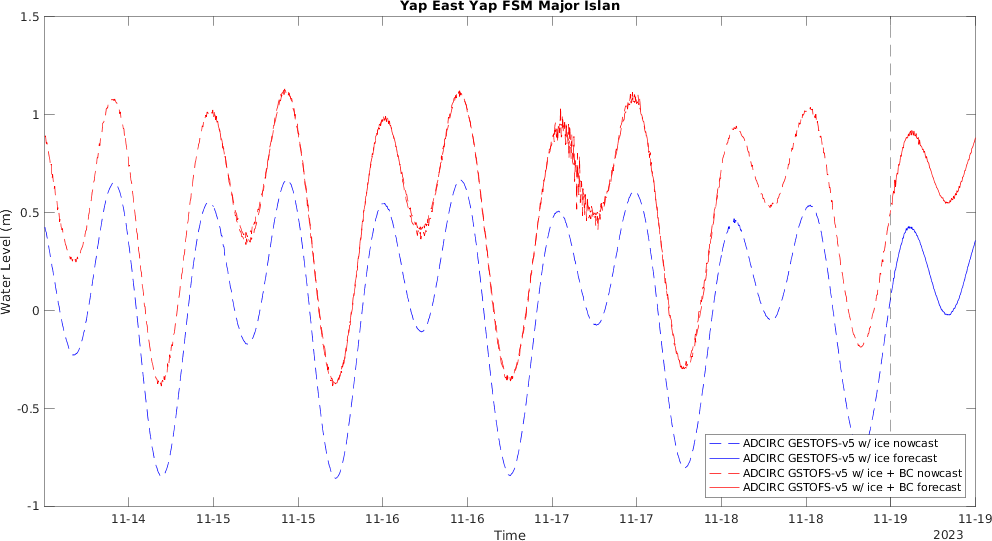 Yap East Yap FSM Major Islan
1.5
1
0.5
0
-0.5
-1
Water Level (m)
ADCIRC GESTOFS-v5 w/ ice nowcast
ADCIRC GESTOFS-v5 w/ ice forecast
ADCIRC GSTOFS-v5 w/ ice + BC nowcast
ADCIRC GSTOFS-v5 w/ ice + BC forecast
11-14 11-15 11-15 11-16 11-16 11-17 11-17 11-18 11-18 11-19 11-19
Time
2023